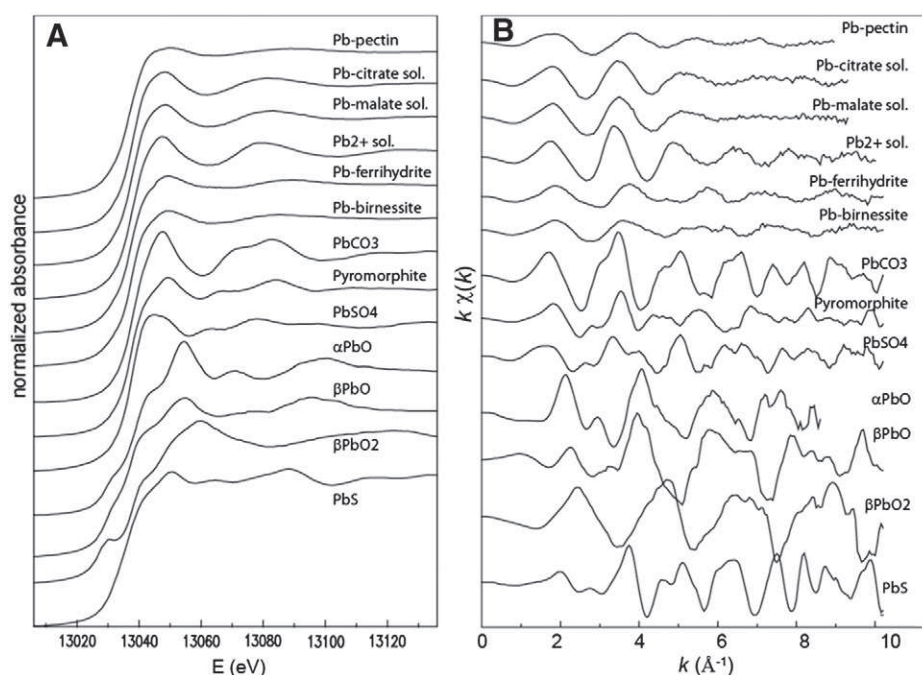 A
Pb-pectin
Pb-citrate sol.
Pb-malate sol.
Pb2+ sol.
Pb-ferrihydrite
Pb-birnessite
PbCO3
Pyromorphite
PbSO4
αPbO
βPbO
βPbO2
PbS
normalized absorbance
13020 13040 13060 13080 13100 13120
E (eV)
B
Pb-pectin
Pb-citrate sol.
Pb-malate sol.
Pb2+ sol.
Pb-ferrihydrite
Pb-birnessite
PbCO3
Pyromorphite
PbSO4
αPbO
βPbO
βPbO2
PbS
k χ(k)
0 2 4 6 8 10
k (Å⁻¹)